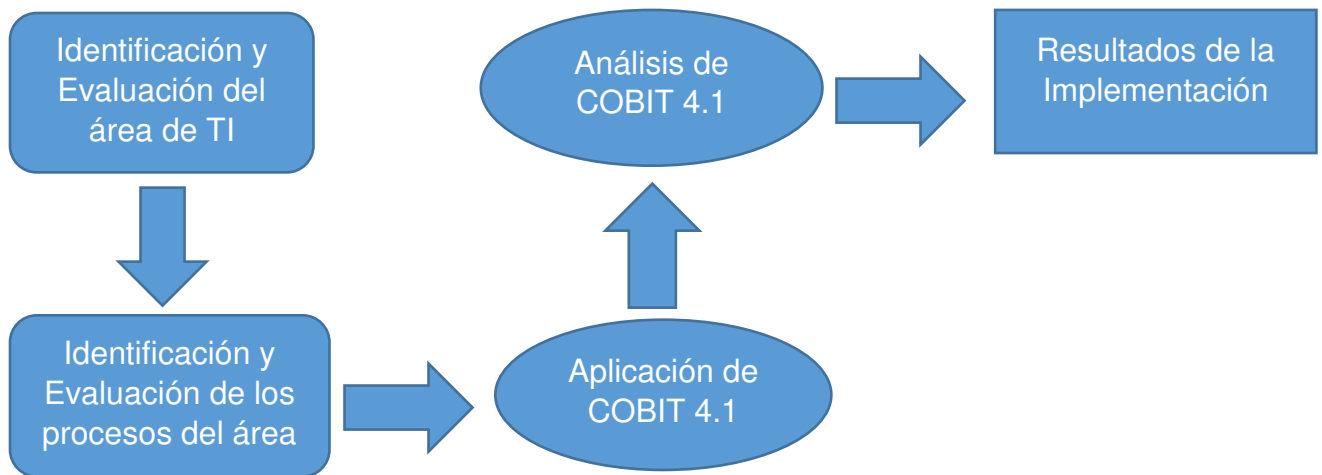 Identificación y
Evaluación del
área de TI
Identificación y
Evaluación de los
procesos del área
Aplicación de
COBIT 4.1
Análisis de
COBIT 4.1
Resultados de la
Implementación